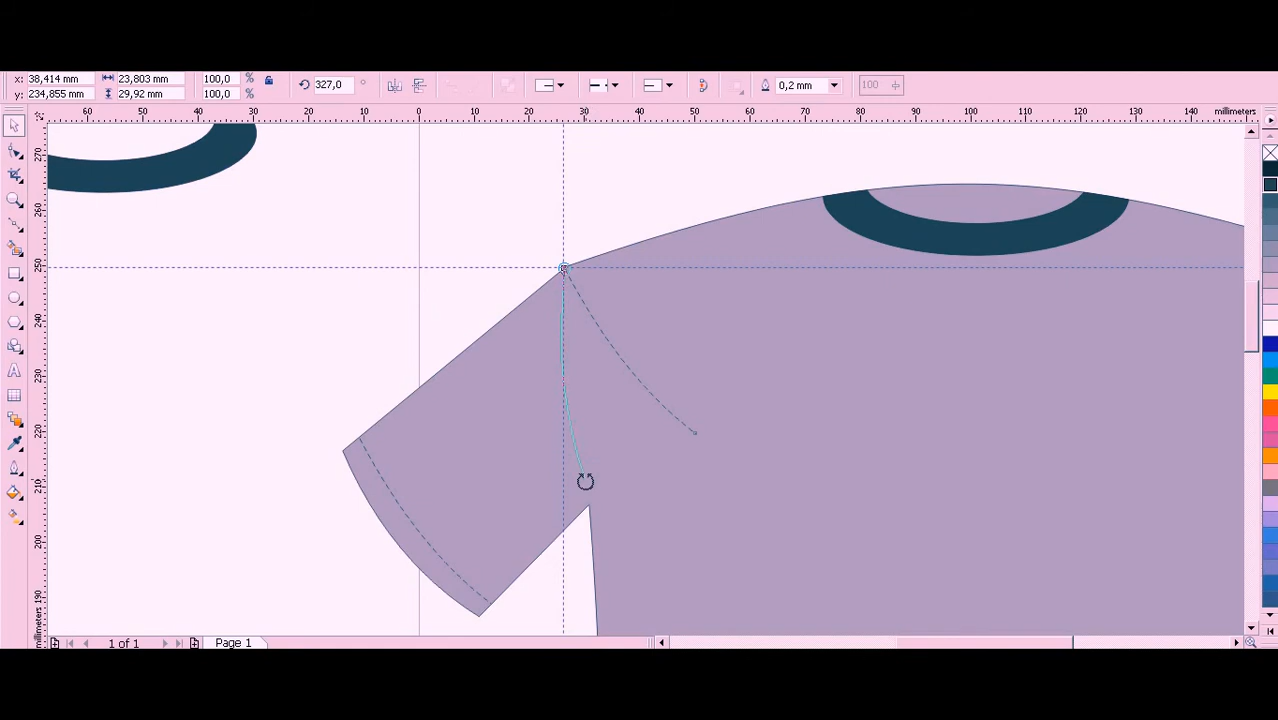 x: 38,414 mm 23,803 mm 100,0 % 327,0 ° 0,2 mm 100
y: 234,855 mm 29,92 mm 100,0 %
60 50 40 30 20 10 0 10 20 30 40 50 60 70 80 90 100 110 120 130 140 millimeters
270
260
250
240
230
220
210
200
190
millimeters
1 of 1 Page 1